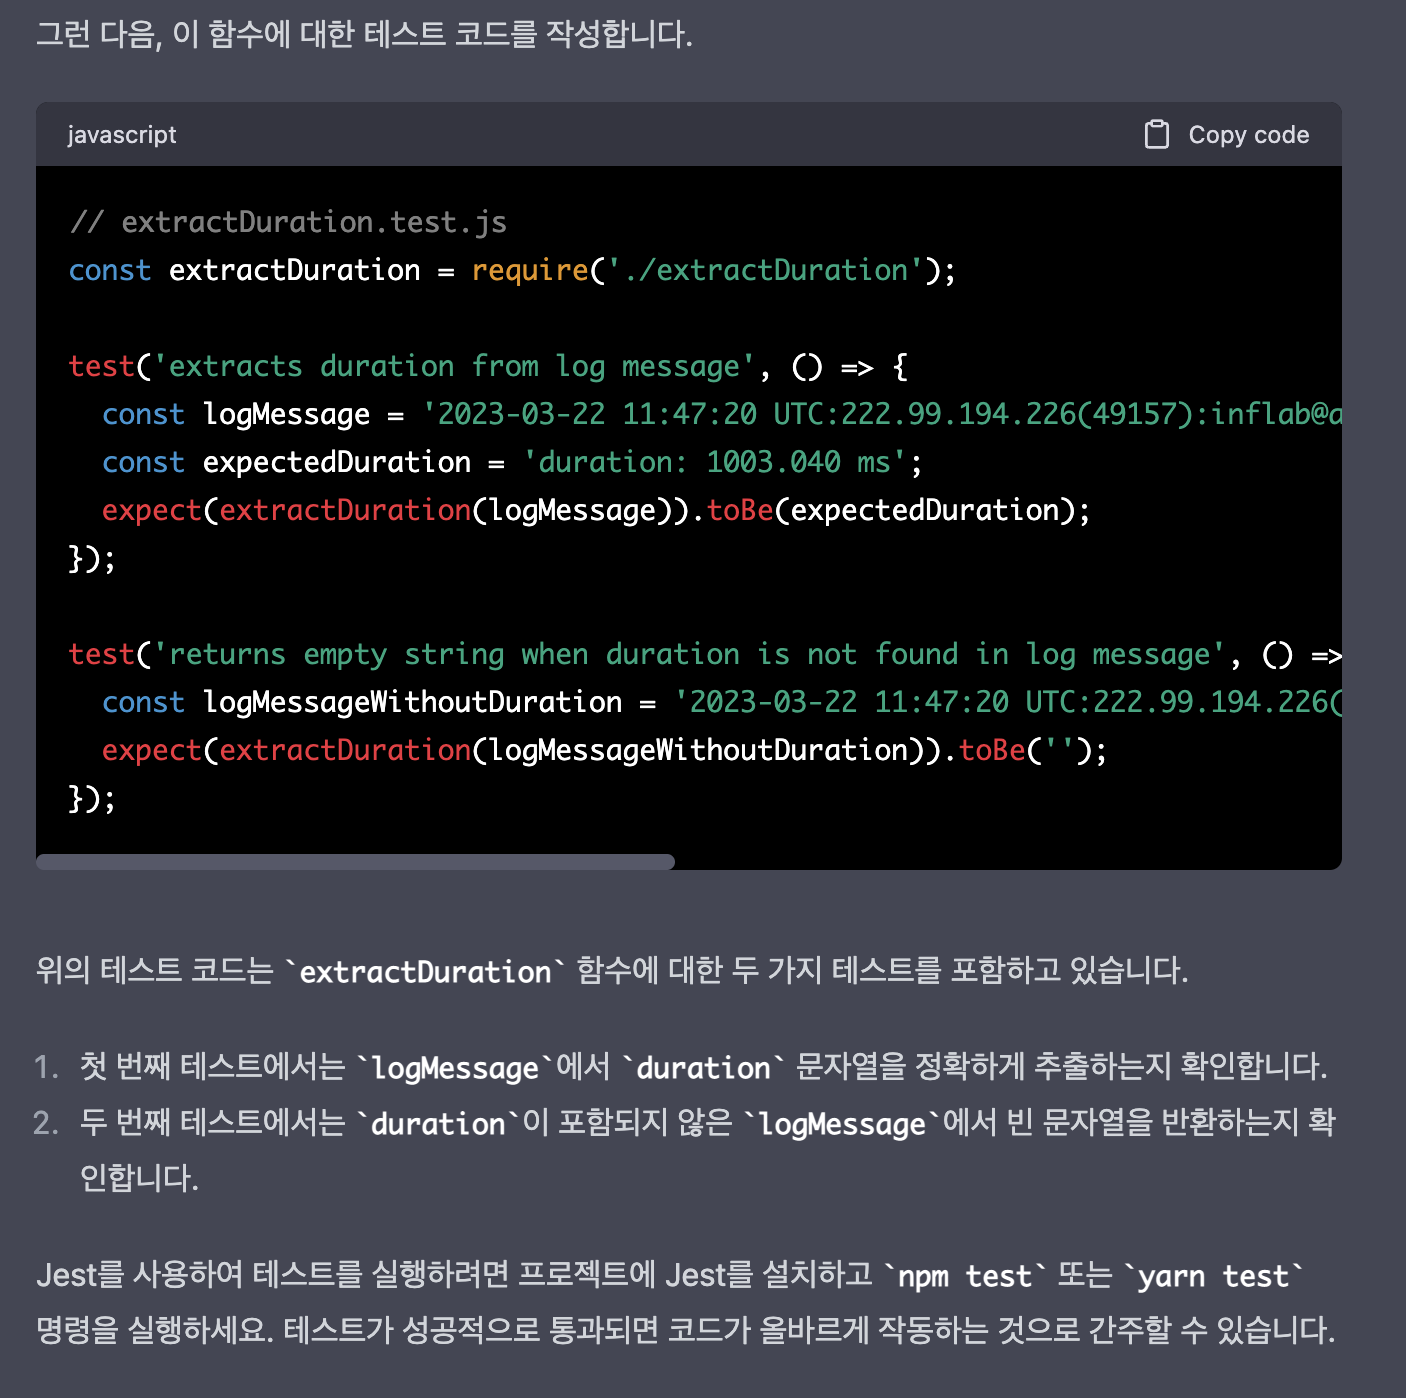 그런 다음, 이 함수에 대한 테스트 코드를 작성합니다.
javascript
Copy code
// extractDuration.test.js
const extractDuration = require('./extractDuration');
test('extracts duration from log message', () => {
  const logMessage = '2023-03-22 11:47:20 UTC:222.99.194.226(49157):inflab@a
  const expectedDuration = 'duration: 1003.040 ms';
  expect(extractDuration(logMessage)).toBe(expectedDuration);
});
test('returns empty string when duration is not found in log message', () =>
  const logMessageWithoutDuration = '2023-03-22 11:47:20 UTC:222.99.194.226(
  expect(extractDuration(logMessageWithoutDuration)).toBe('');
});
위의 테스트 코드는 `extractDuration` 함수에 대한 두 가지 테스트를 포함하고 있습니다.
1. 첫 번째 테스트에서는 `logMessage`에서 `duration` 문자열을 정확하게 추출하는지 확인합니다.
2. 두 번째 테스트에서는 `duration`이 포함되지 않은 `logMessage`에서 빈 문자열을 반환하는지 확
인합니다.
Jest를 사용하여 테스트를 실행하려면 프로젝트에 Jest를 설치하고 `npm test` 또는 `yarn test`
명령을 실행하세요. 테스트가 성공적으로 통과되면 코드가 올바르게 작동하는 것으로 간주할 수 있습니다.